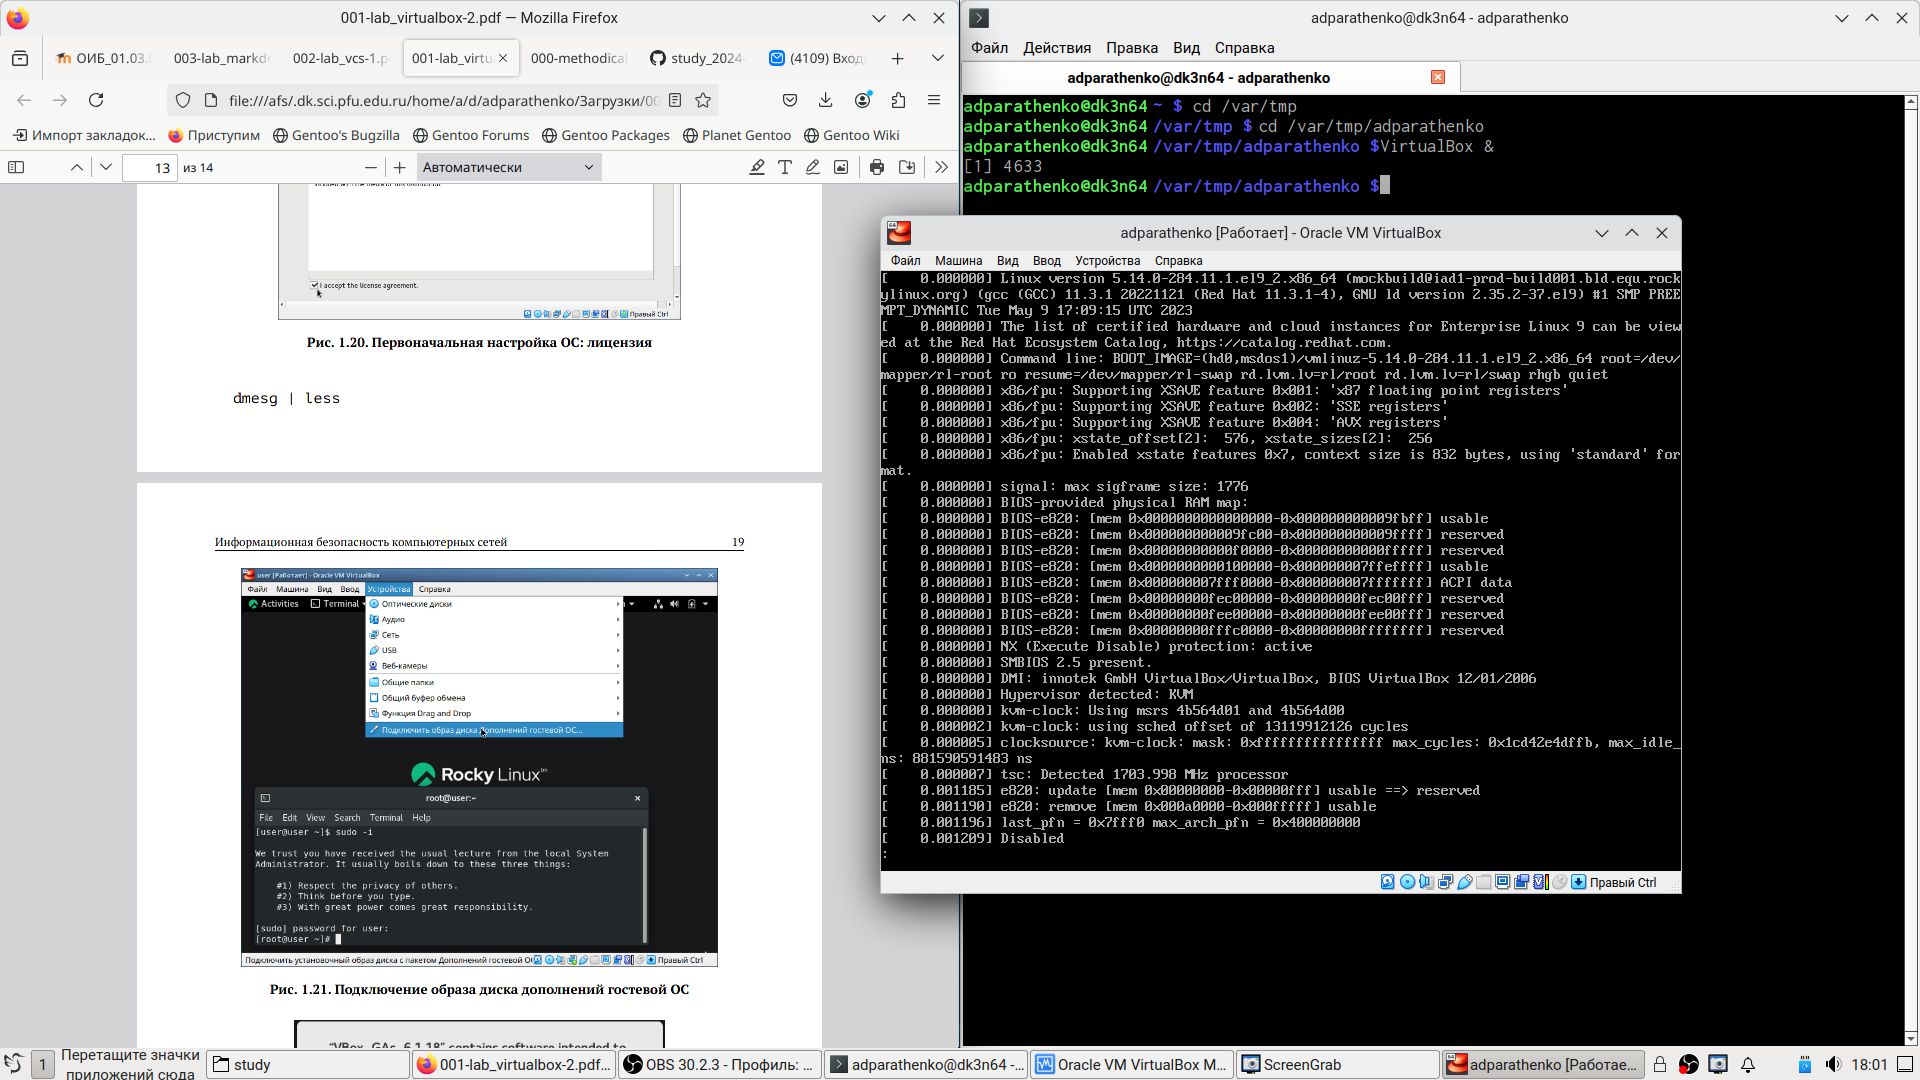 001-lab_virtualbox-2.pdf — Mozilla Firefox
ОИБ_01.03.
003-lab_markd
002-lab_vcs-1.p
001-lab_virtu
000-methodical
study_2024-
(4109) Вход
file:///afs/.dk.sci.pfu.edu.ru/home/a/d/adparathenko/Загрузки/00
Импорт закладок...
Приступим
Gentoo's Bugzilla
Gentoo Forums
Gentoo Packages
Planet Gentoo
Gentoo Wiki
13 из 14
Автоматически
I accept the license agreement.
Правый Ctrl
Рис. 1.20. Первоначальная настройка ОС: лицензия
dmesg | less
Информационная безопасность компьютерных сетей 19
user [Работает] - Oracle VM VirtualBox
Файл Машина Вид Ввод Устройства Справка
Activities Terminal
Оптические диски
Аудио
Сеть
USB
Веб-камеры
Общие папки
Общий буфер обмена
Функция Drag and Drop
Подключить образ диска Дополнений гостевой ОС...
Rocky Linux™
root@user:~
File Edit View Search Terminal Help
[user@user ~]$ sudo -i
We trust you have received the usual lecture from the local System
Administrator. It usually boils down to these three things:
#1) Respect the privacy of others.
#2) Think before you type.
#3) With great power comes great responsibility.
[sudo] password for user:
[root@user ~]#
Подключить установочный образ диска с пакетом Дополнений гостевой ОС
Правый Ctrl
Рис. 1.21. Подключение образа диска дополнений гостевой ОС
"VBox_GAs_6.1.18" contains software intended to
adparathenko@dk3n64 - adparathenko
Файл Действия Правка Вид Справка
adparathenko@dk3n64 - adparathenko
adparathenko@dk3n64 ~ $ cd /var/tmp
adparathenko@dk3n64 /var/tmp $ cd /var/tmp/adparathenko
adparathenko@dk3n64 /var/tmp/adparathenko $ VirtualBox &
[1] 4633
adparathenko@dk3n64 /var/tmp/adparathenko $
adparathenko [Работает] - Oracle VM VirtualBox
Файл Машина Вид Ввод Устройства Справка
[    0.000000] Linux version 5.14.0-284.11.1.el9_2.x86_64 (mockbuild@iad1-prod-build001.bld.equ.rock
ylinux.org) (gcc (GCC) 11.3.1 20221121 (Red Hat 11.3.1-4), GNU ld version 2.35.2-37.el9) #1 SMP PREE
MPT_DYNAMIC Tue May 9 17:09:15 UTC 2023
[    0.000000] The list of certified hardware and cloud instances for Enterprise Linux 9 can be view
ed at the Red Hat Ecosystem Catalog, https://catalog.redhat.com.
[    0.000000] Command line: BOOT_IMAGE=(hd0,msdos1)/vmlinuz-5.14.0-284.11.1.el9_2.x86_64 root=/dev/
mapper/rl-root ro resume=/dev/mapper/rl-swap rd.lvm.lv=rl/root rd.lvm.lv=rl/swap rhgb quiet
[    0.000000] x86/fpu: Supporting XSAVE feature 0x001: 'x87 floating point registers'
[    0.000000] x86/fpu: Supporting XSAVE feature 0x002: 'SSE registers'
[    0.000000] x86/fpu: Supporting XSAVE feature 0x004: 'AVX registers'
[    0.000000] x86/fpu: xstate_offset[2]:  576, xstate_sizes[2]:  256
[    0.000000] x86/fpu: Enabled xstate features 0x7, context size is 832 bytes, using 'standard' for
mat.
[    0.000000] signal: max sigframe size: 1776
[    0.000000] BIOS-provided physical RAM map:
[    0.000000] BIOS-e820: [mem 0x0000000000000000-0x000000000009fbff] usable
[    0.000000] BIOS-e820: [mem 0x000000000009fc00-0x000000000009ffff] reserved
[    0.000000] BIOS-e820: [mem 0x00000000000f0000-0x00000000000fffff] reserved
[    0.000000] BIOS-e820: [mem 0x0000000000100000-0x000000007ffeffff] usable
[    0.000000] BIOS-e820: [mem 0x000000007fff0000-0x000000007fffffff] ACPI data
[    0.000000] BIOS-e820: [mem 0x00000000fec00000-0x00000000fec00fff] reserved
[    0.000000] BIOS-e820: [mem 0x00000000fee00000-0x00000000fee00fff] reserved
[    0.000000] BIOS-e820: [mem 0x00000000fffc0000-0x00000000ffffffff] reserved
[    0.000000] NX (Execute Disable) protection: active
[    0.000000] SMBIOS 2.5 present.
[    0.000000] DMI: innotek GmbH VirtualBox/VirtualBox, BIOS VirtualBox 12/01/2006
[    0.000000] Hypervisor detected: KVM
[    0.000000] kvm-clock: Using msrs 4b564d01 and 4b564d00
[    0.000002] kvm-clock: using sched offset of 13119912126 cycles
[    0.000005] clocksource: kvm-clock: mask: 0xffffffffffffffff max_cycles: 0x1cd42e4dffb, max_idle_
ns: 881590591483 ns
[    0.000007] tsc: Detected 1703.998 MHz processor
[    0.001185] e820: update [mem 0x00000000-0x00000fff] usable ==> reserved
[    0.001190] e820: remove [mem 0x000a0000-0x000fffff] usable
[    0.001196] last_pfn = 0x7fff0 max_arch_pfn = 0x400000000
[    0.001209] Disabled
:
Правый Ctrl
1
Перетащите значки
приложений сюда
study
001-lab_virtualbox-2.pdf...
OBS 30.2.3 - Профиль: ...
adparathenko@dk3n64 -...
Oracle VM VirtualBox M...
ScreenGrab
adparathenko [Работае...
18:01